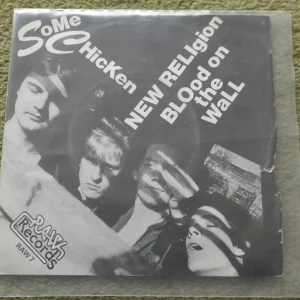 SoMe
CHicKen
NEW RELIgion
BLOod on
the
WaLL
RAW
Records
RAW 7